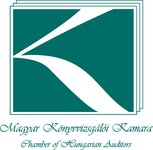 Magyar Könyvvizsgálói Kamara
Chamber of Hungarian Auditors